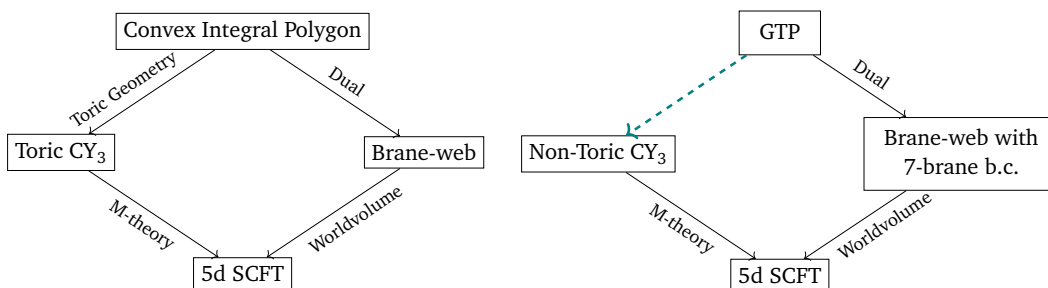 Convex Integral Polygon
Toric Geometry
Dual
Toric CY₃
Brane-web
M-theory
Worldvolume
5d SCFT
GTP
Dual
Non-Toric CY₃
Brane-web with
7-brane b.c.
M-theory
Worldvolume
5d SCFT